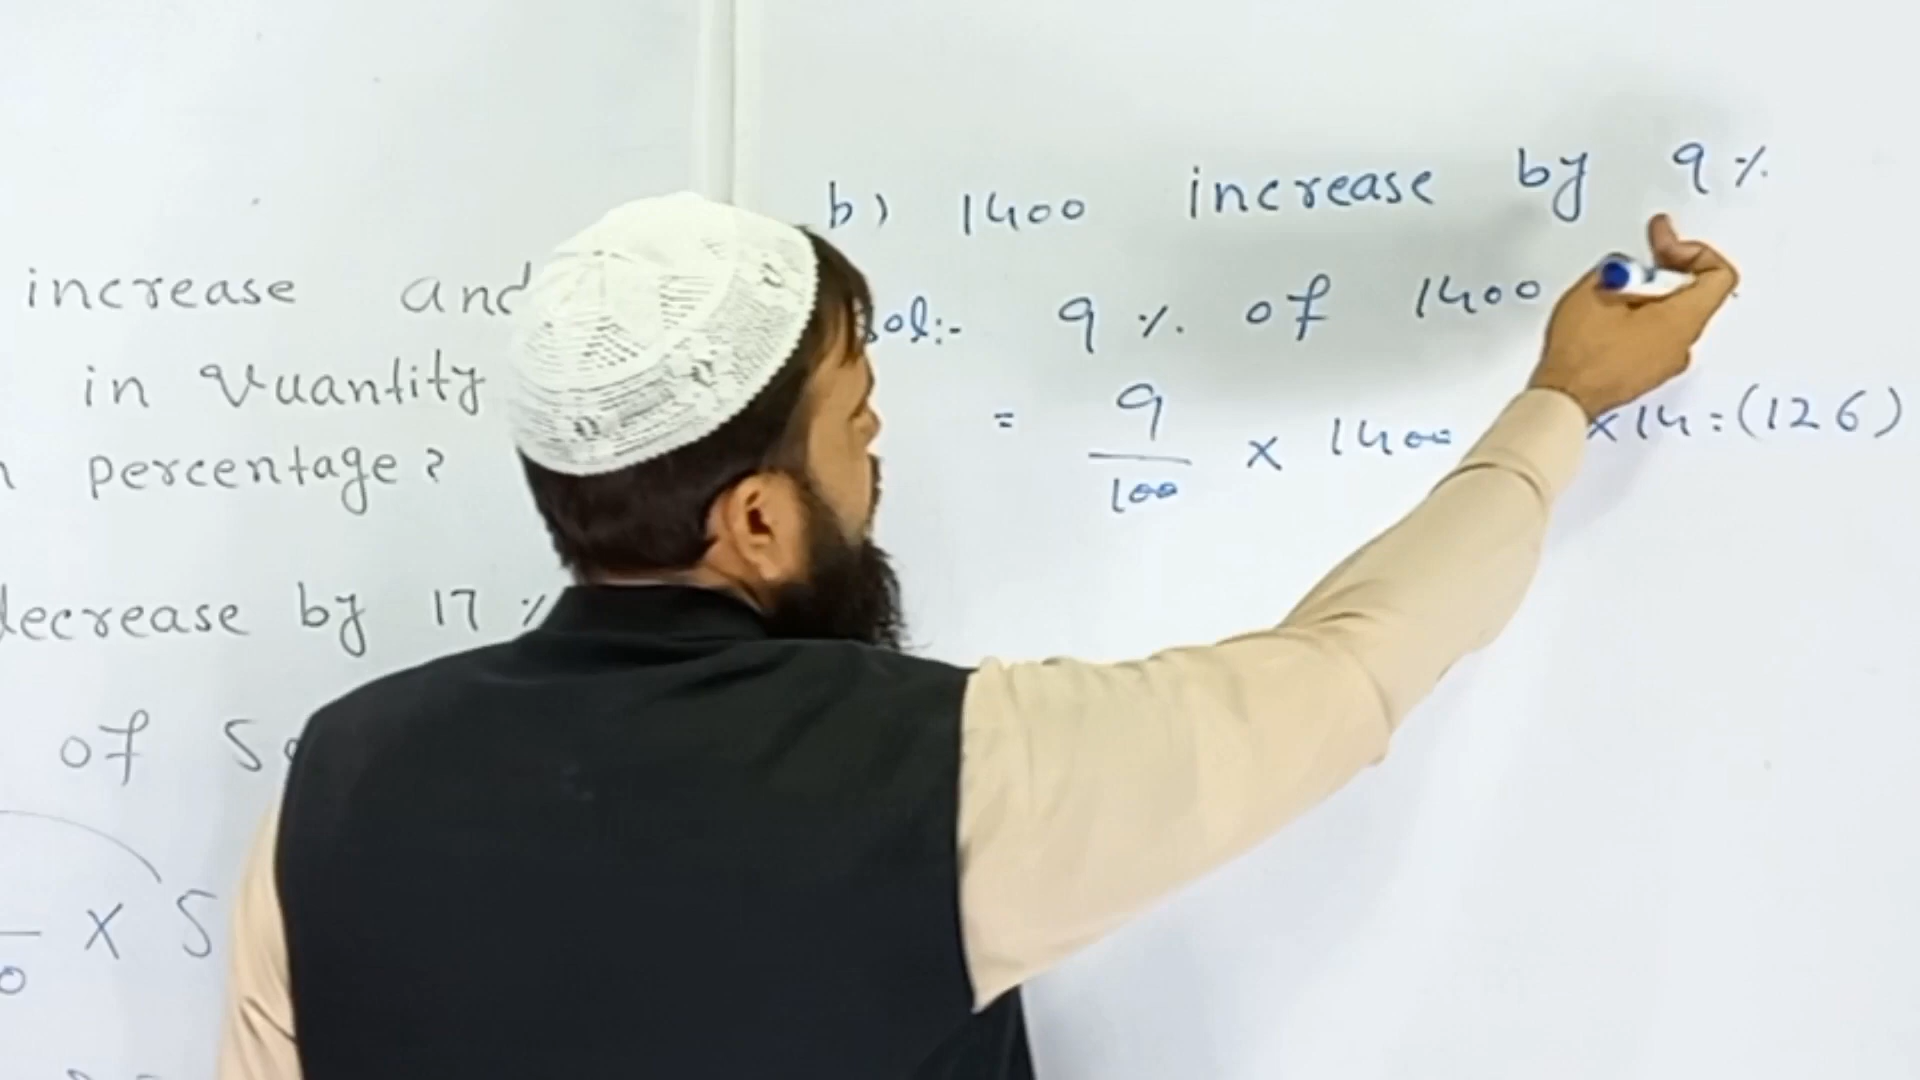 increase and
in quantity
percentage?
decrease by 17 %
of
x 5
b) 1400 increase by 9 %
Sol:- 9 % of 1400
= 9/100 x 1400 x 14 = (126)